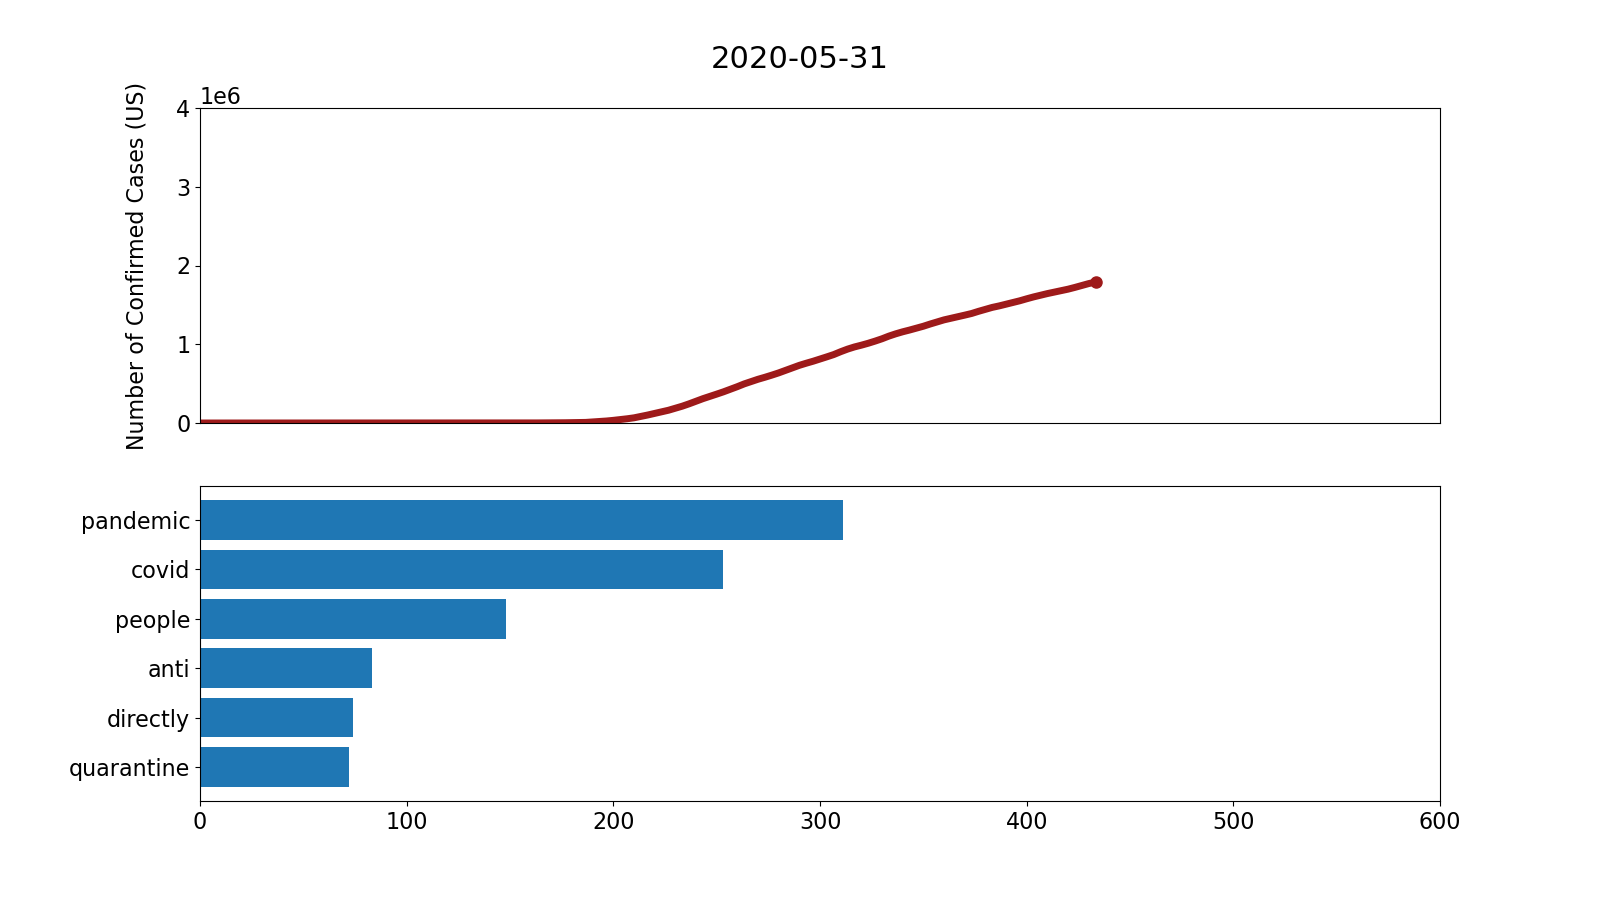 2020-05-31
1e6
Number of Confirmed Cases (US)
4
3
2
1
0
pandemic
covid
people
anti
directly
quarantine
0 100 200 300 400 500 600